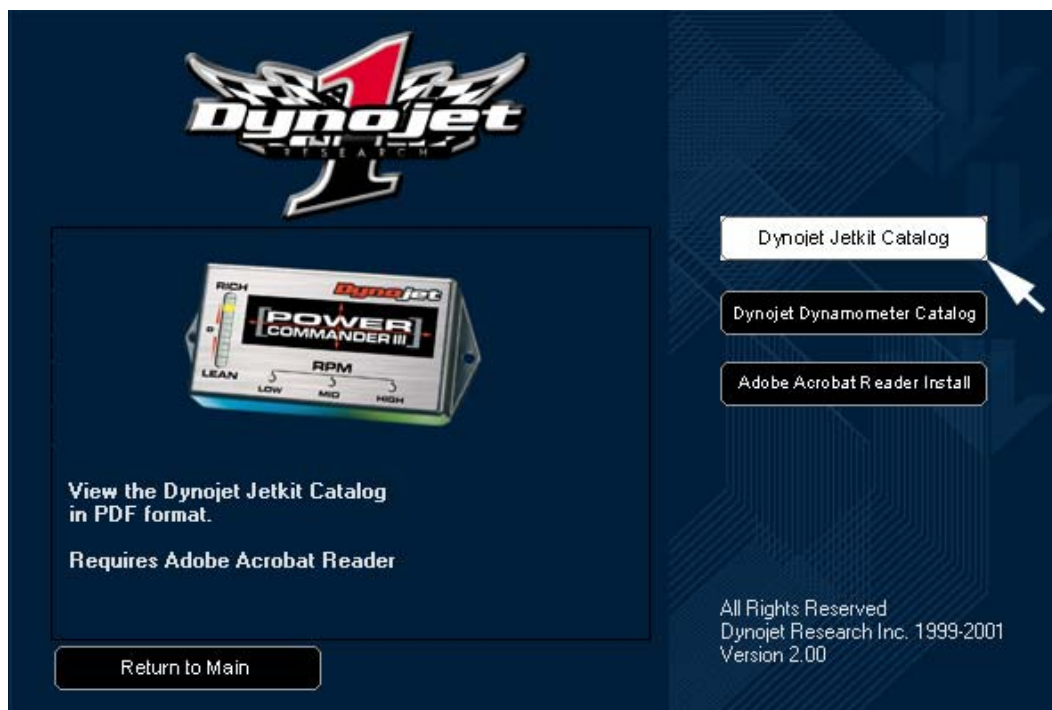 1
Dynojet
RESEARCH
Dynojet Jetkit Catalog
Dynojet Dynamometer Catalog
Adobe Acrobat Reader Install
RICH
0
LEAN
Dynojet
POWER
COMMANDER III
RPM
LOW MID HIGH
View the Dynojet Jetkit Catalog
in PDF format.
Requires Adobe Acrobat Reader
Return to Main
All Rights Reserved
Dynojet Research Inc. 1999-2001
Version 2.00